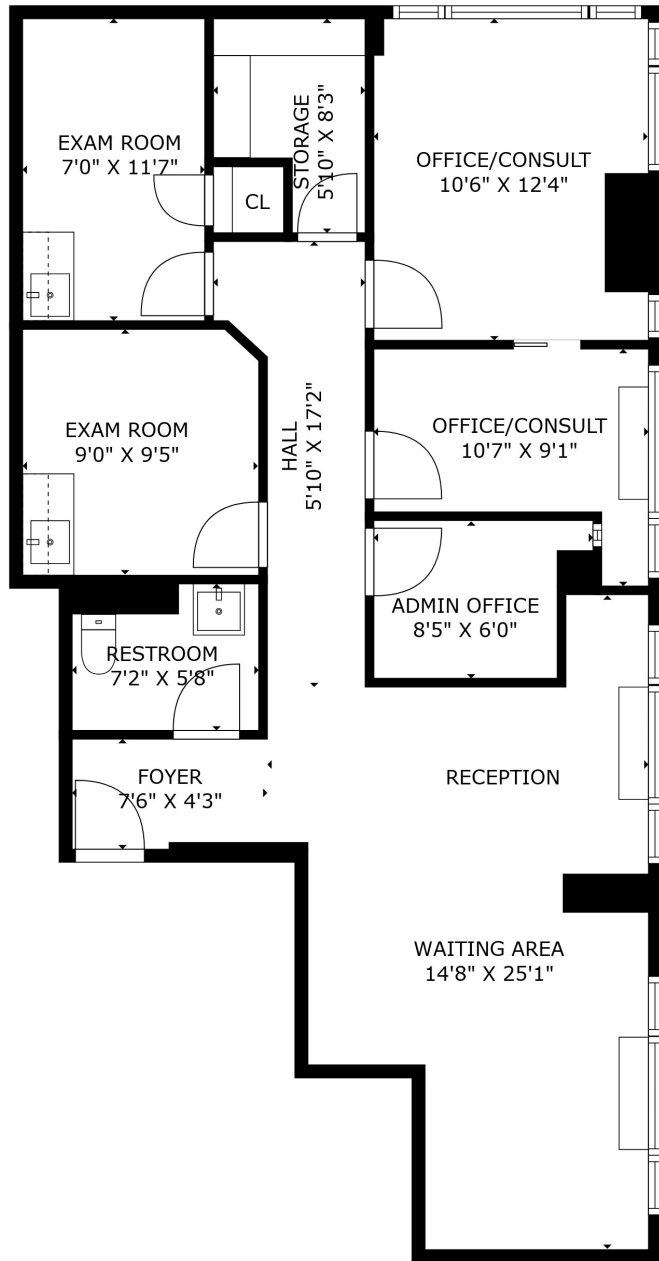 EXAM ROOM
7'0" X 11'7"
STORAGE
5'10" X 8'3"
CL
OFFICE/CONSULT
10'6" X 12'4"
EXAM ROOM
9'0" X 9'5"
HALL
5'10" X 17'2"
OFFICE/CONSULT
10'7" X 9'1"
ADMIN OFFICE
8'5" X 6'0"
RESTROOM
7'2" X 5'8"
FOYER
7'6" X 4'3"
RECEPTION
WAITING AREA
14'8" X 25'1"